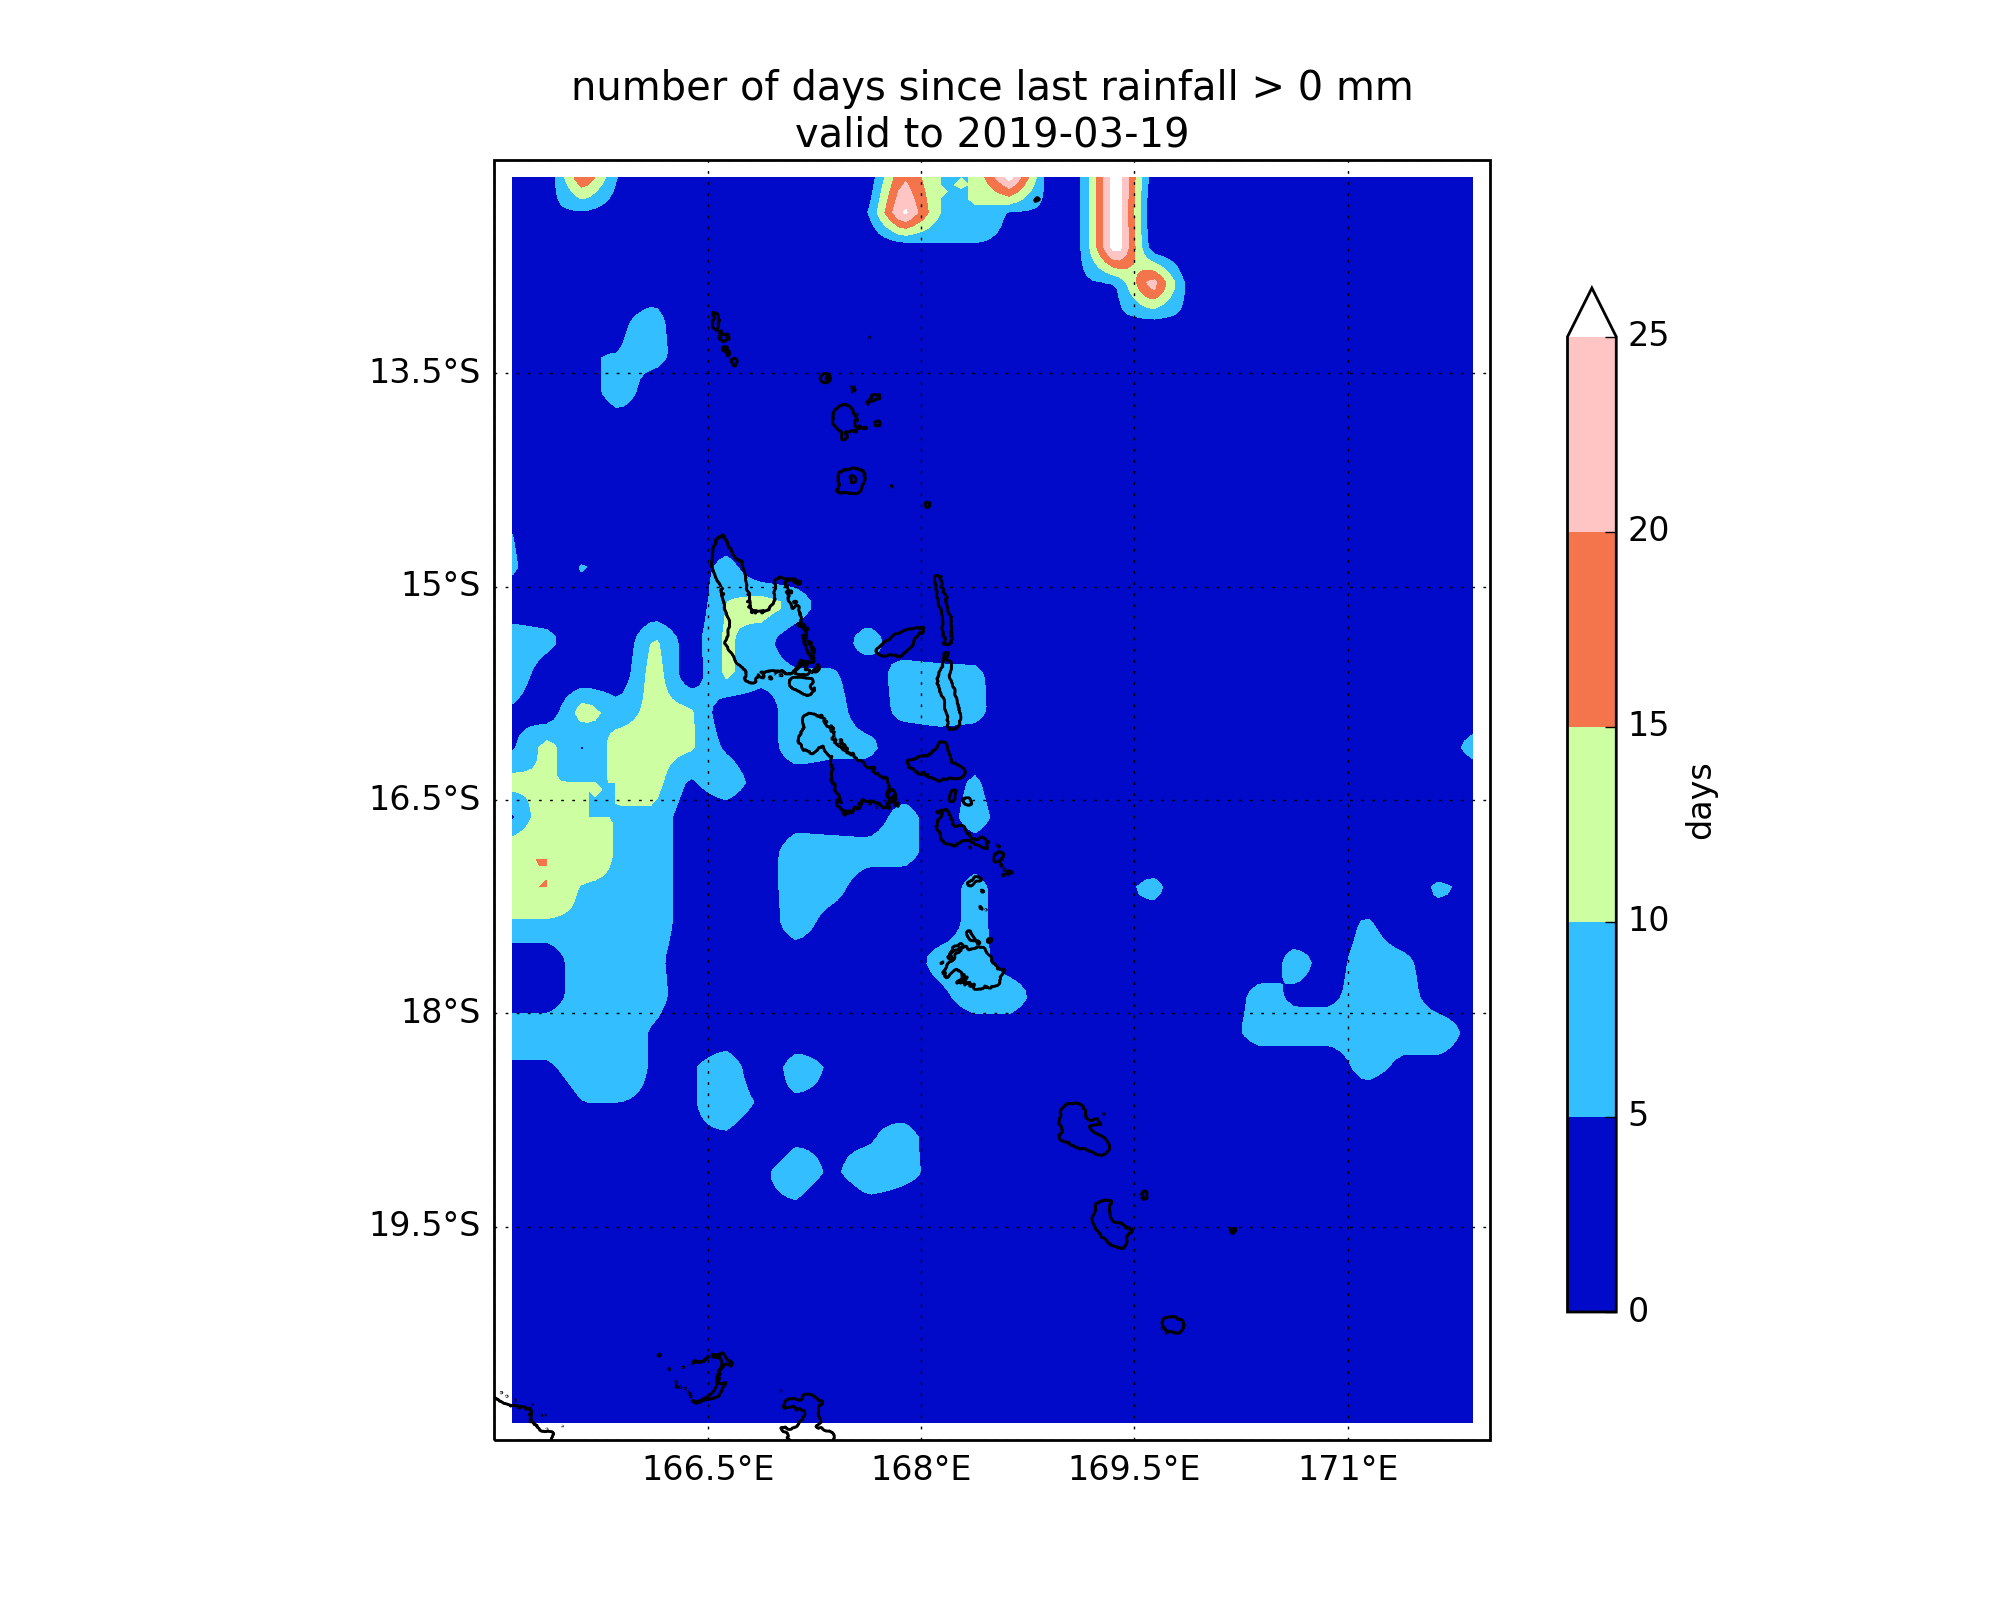 number of days since last rainfall > 0 mm
valid to 2019-03-19
13.5°S
15°S
16.5°S
18°S
19.5°S
166.5°E
168°E
169.5°E
171°E
25
20
15
10
5
0
days